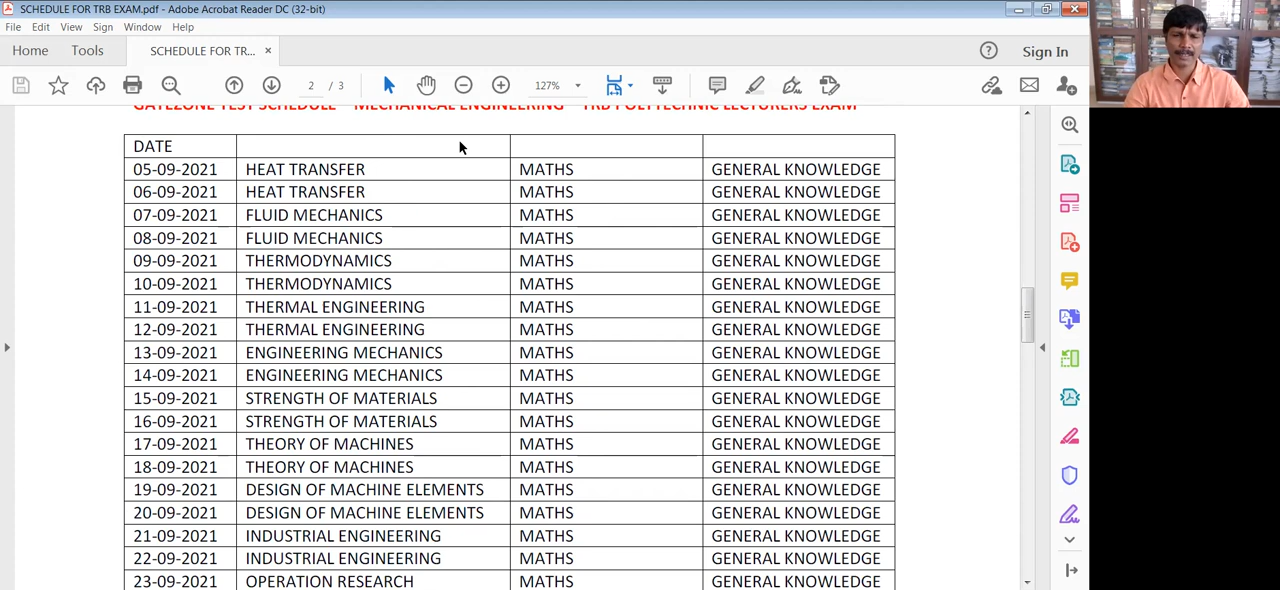 SCHEDULE FOR TRB EXAM.pdf - Adobe Acrobat Reader DC (32-bit)
File Edit View Sign Window Help
Home Tools SCHEDULE FOR TR... × Sign In
2 / 3 127%
GATEZONE TEST SCHEDULE - MECHANICAL ENGINEERING - TRB POLYTECHNIC LECTURERS EXAM
DATE
05-09-2021 HEAT TRANSFER MATHS GENERAL KNOWLEDGE
06-09-2021 HEAT TRANSFER MATHS GENERAL KNOWLEDGE
07-09-2021 FLUID MECHANICS MATHS GENERAL KNOWLEDGE
08-09-2021 FLUID MECHANICS MATHS GENERAL KNOWLEDGE
09-09-2021 THERMODYNAMICS MATHS GENERAL KNOWLEDGE
10-09-2021 THERMODYNAMICS MATHS GENERAL KNOWLEDGE
11-09-2021 THERMAL ENGINEERING MATHS GENERAL KNOWLEDGE
12-09-2021 THERMAL ENGINEERING MATHS GENERAL KNOWLEDGE
13-09-2021 ENGINEERING MECHANICS MATHS GENERAL KNOWLEDGE
14-09-2021 ENGINEERING MECHANICS MATHS GENERAL KNOWLEDGE
15-09-2021 STRENGTH OF MATERIALS MATHS GENERAL KNOWLEDGE
16-09-2021 STRENGTH OF MATERIALS MATHS GENERAL KNOWLEDGE
17-09-2021 THEORY OF MACHINES MATHS GENERAL KNOWLEDGE
18-09-2021 THEORY OF MACHINES MATHS GENERAL KNOWLEDGE
19-09-2021 DESIGN OF MACHINE ELEMENTS MATHS GENERAL KNOWLEDGE
20-09-2021 DESIGN OF MACHINE ELEMENTS MATHS GENERAL KNOWLEDGE
21-09-2021 INDUSTRIAL ENGINEERING MATHS GENERAL KNOWLEDGE
22-09-2021 INDUSTRIAL ENGINEERING MATHS GENERAL KNOWLEDGE
23-09-2021 OPERATION RESEARCH MATHS GENERAL KNOWLEDGE